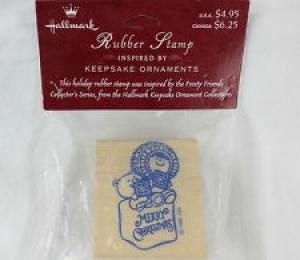 Hallmark
U.S.A. $4.95
CANADA $6.25
Rubber Stamp
INSPIRED BY
KEEPSAKE ORNAMENTS
This holiday rubber stamp was inspired by the Frosty Friends
Collector's Series, from the Hallmark Keepsake Ornament Collection.
MERRY
CHRISTMAS